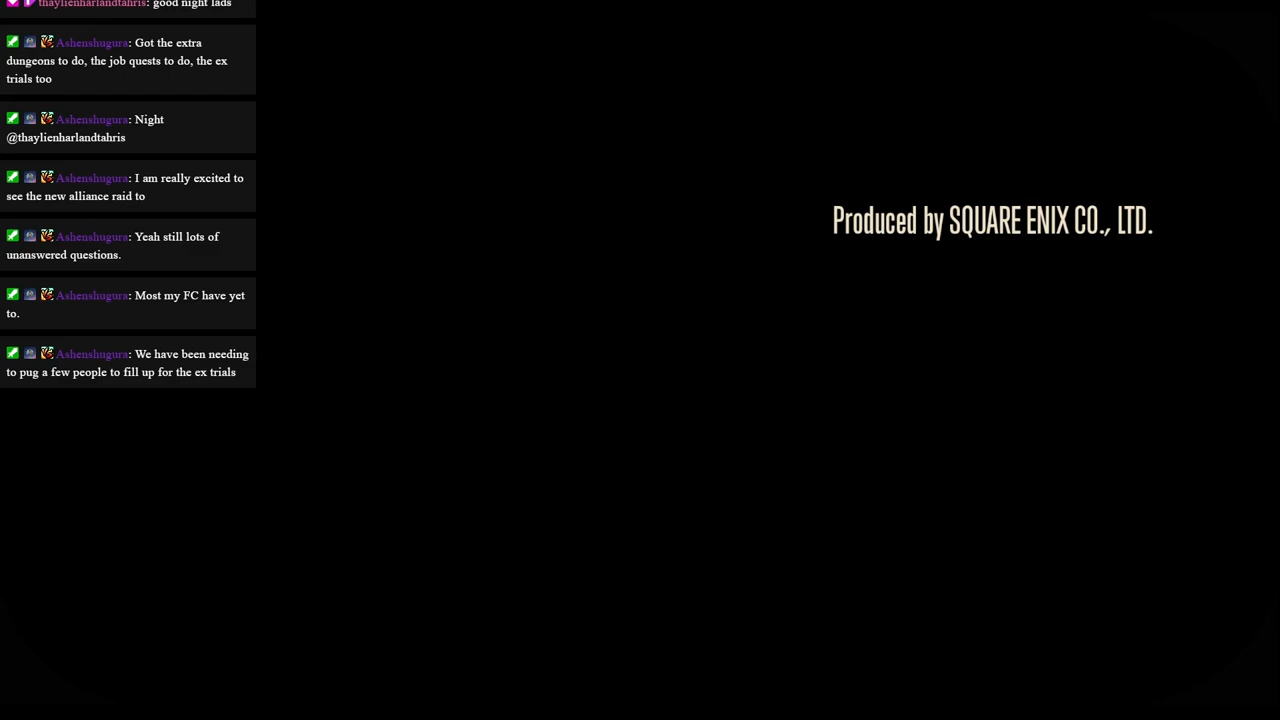 thaylienharlandtahris: good night lads
Ashenshugura: Got the extra
dungeons to do, the job quests to do, the ex
trials too
Ashenshugura: Night
@thaylienharlandtahris
Ashenshugura: I am really excited to
see the new alliance raid to
Ashenshugura: Yeah still lots of
unanswered questions.
Ashenshugura: Most my FC have yet
to.
Ashenshugura: We have been needing
to pug a few people to fill up for the ex trials
Produced by SQUARE ENIX CO., LTD.